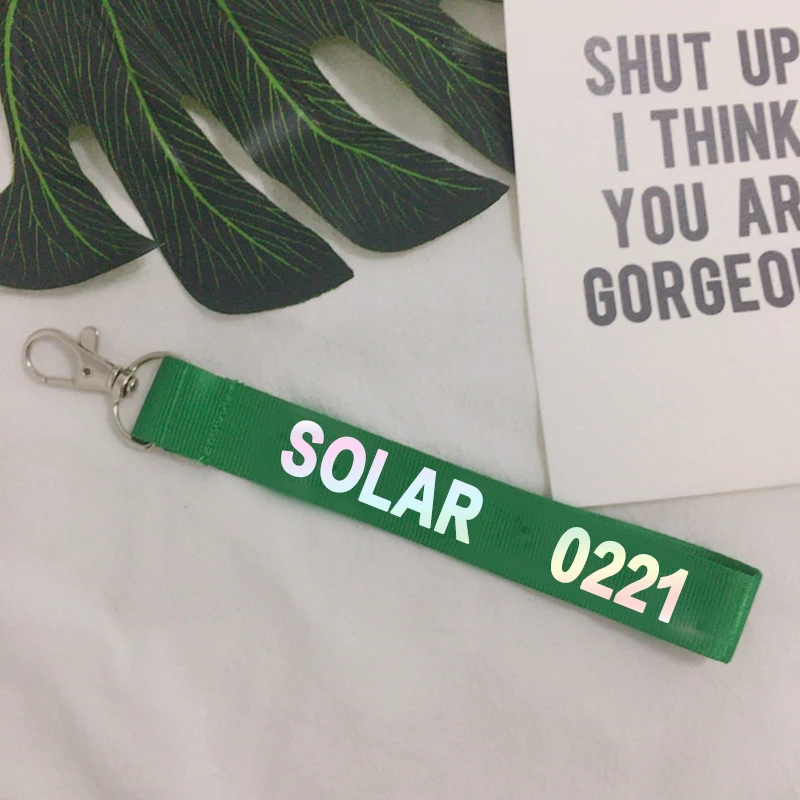 SHUT UP
I THINK
YOU AR
GORGEO
SOLAR 0221